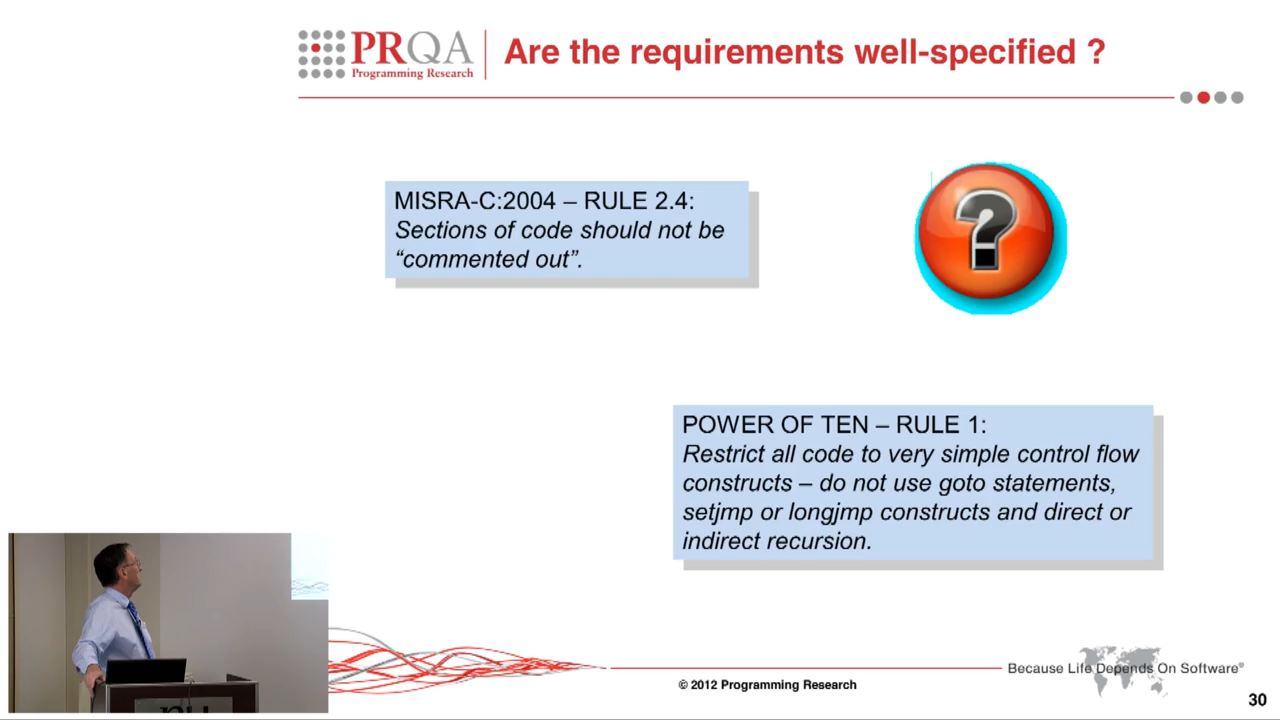 PRQA
Programming Research
Are the requirements well-specified ?
MISRA-C:2004 – RULE 2.4:
Sections of code should not be
“commented out”.
?
POWER OF TEN – RULE 1:
Restrict all code to very simple control flow
constructs – do not use goto statements,
setjmp or longjmp constructs and direct or
indirect recursion.
Because Life Depends On Software®
© 2012 Programming Research
30